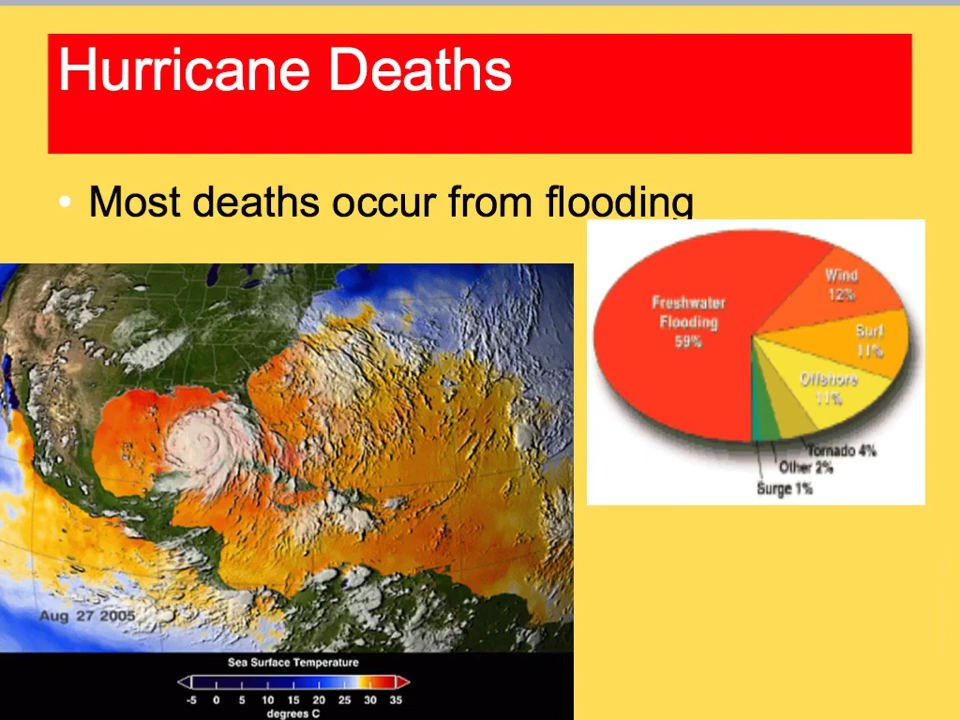 Hurricane Deaths
• Most deaths occur from flooding
Freshwater
Flooding
59%
Wind
12%
Surf
11%
Offshore
11%
Tornado 4%
Other 2%
Surge 1%
Aug 27 2005
Sea Surface Temperature
-5 0 5 10 15 20 25 30 35
degrees C